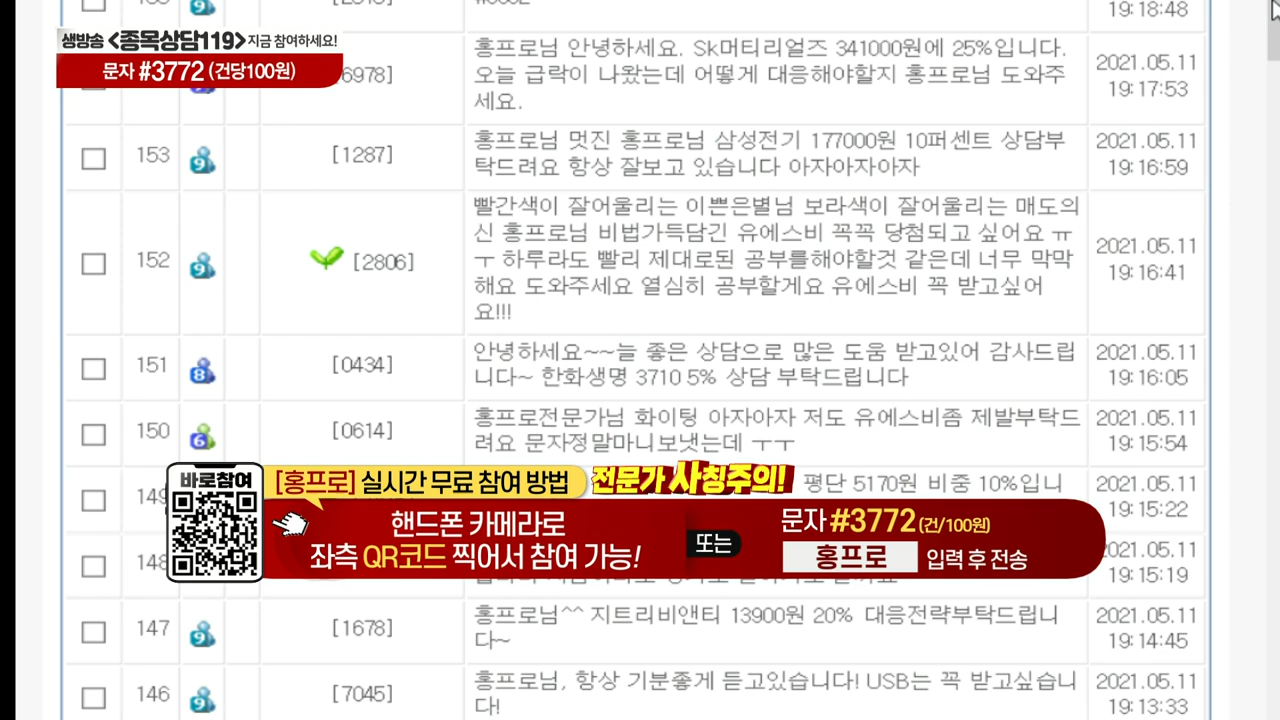 19:18:48
생방송 <종목상담119> 지금 참여하세요!
문자 #3772 (건당100원)
6978]
홍프로님 안녕하세요. Sk머티리얼즈 341000원에 25%입니다.
오늘 급락이 나왔는데 어떻게 대응해야할지 홍프로님 도와주
세요.
2021.05.11
19:17:53
153
9
[1287]
홍프로님 멋진 홍프로님 삼성전기 177000원 10퍼센트 상담부
탁드려요 항상 잘보고 있습니다 아자아자아자
2021.05.11
19:16:59
152
9
[2806]
빨간색이 잘어울리는 이쁜은별님 보라색이 잘어울리는 매도의
신 홍프로님 비법가득담긴 유에스비 꼭꼭 당첨되고 싶어요 ㅠ
ㅜ 하루라도 빨리 제대로된 공부를해야할것 같은데 너무 막막
해요 도와주세요 열심히 공부할게요 유에스비 꼭 받고싶어
요!!!
2021.05.11
19:16:41
151
8
[0434]
안녕하세요~~늘 좋은 상담으로 많은 도움 받고있어 감사드립
니다~ 한화생명 3710 5% 상담 부탁드립니다
2021.05.11
19:16:05
150
6
[0614]
홍프로전문가님 화이팅 아자아자 저도 유에스비좀 제발부탁드
려요 문자정말마니보냇는데 ㅜㅜ
2021.05.11
19:15:54
149
평단 5170원 비중 10%입니
2021.05.11
19:15:22
바로참여
[홍프로] 실시간 무료 참여 방법
전문가 사칭주의!
핸드폰 카메라로
좌측 QR코드 찍어서 참여 가능!
또는
문자 #3772 (건/100원)
홍프로 입력 후 전송
148
05.11
19:15:19
147
9
[1678]
홍프로님^^ 지트리비앤티 13900원 20% 대응전략부탁드립니
다~
2021.05.11
19:14:45
146
9
[7045]
홍프로님, 항상 기분좋게 듣고있습니다! USB는 꼭 받고싶습니
다!
2021.05.11
19:13:33